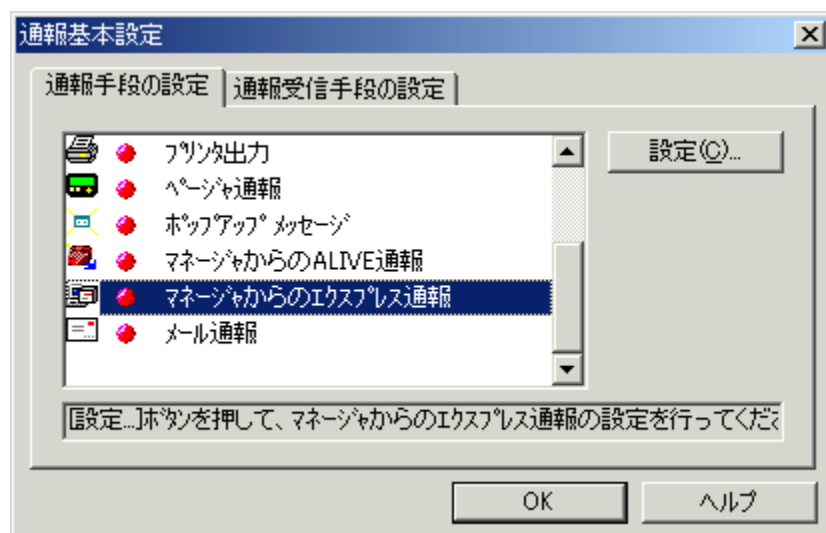 通報基本設定
通報手段の設定 通報受信手段の設定
プリンタ出力
設定(C)...
ページャ通報
ポップアップ メッセージ
マネージャからのALIVE通報
マネージャからのエクスプレス通報
メール通報
[設定...]ボタンを押して、マネージャからのエクスプレス通報の設定を行ってくださ
OK ヘルプ